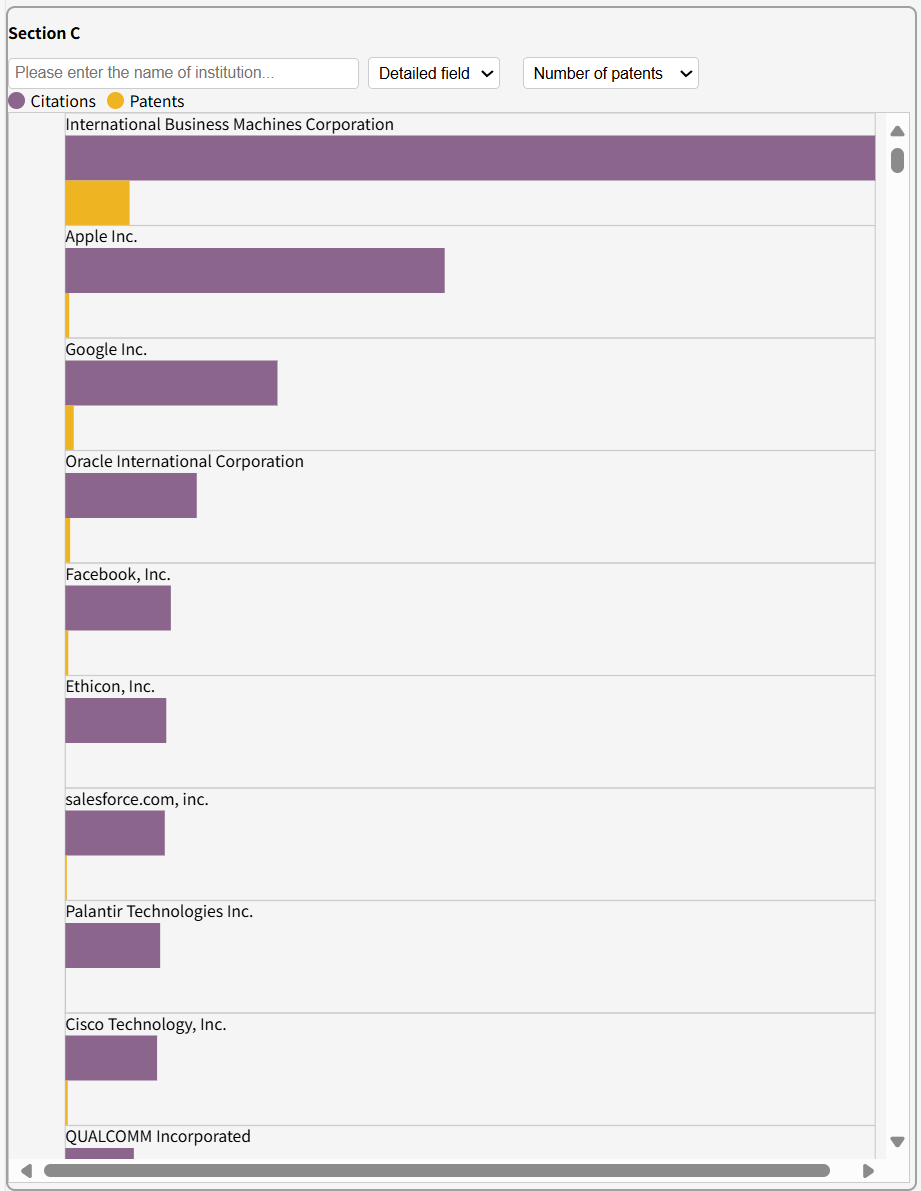 Section C
Please enter the name of institution...
Detailed field
Number of patents
Citations
Patents
International Business Machines Corporation
Apple Inc.
Google Inc.
Oracle International Corporation
Facebook, Inc.
Ethicon, Inc.
salesforce.com, inc.
Palantir Technologies Inc.
Cisco Technology, Inc.
QUALCOMM Incorporated